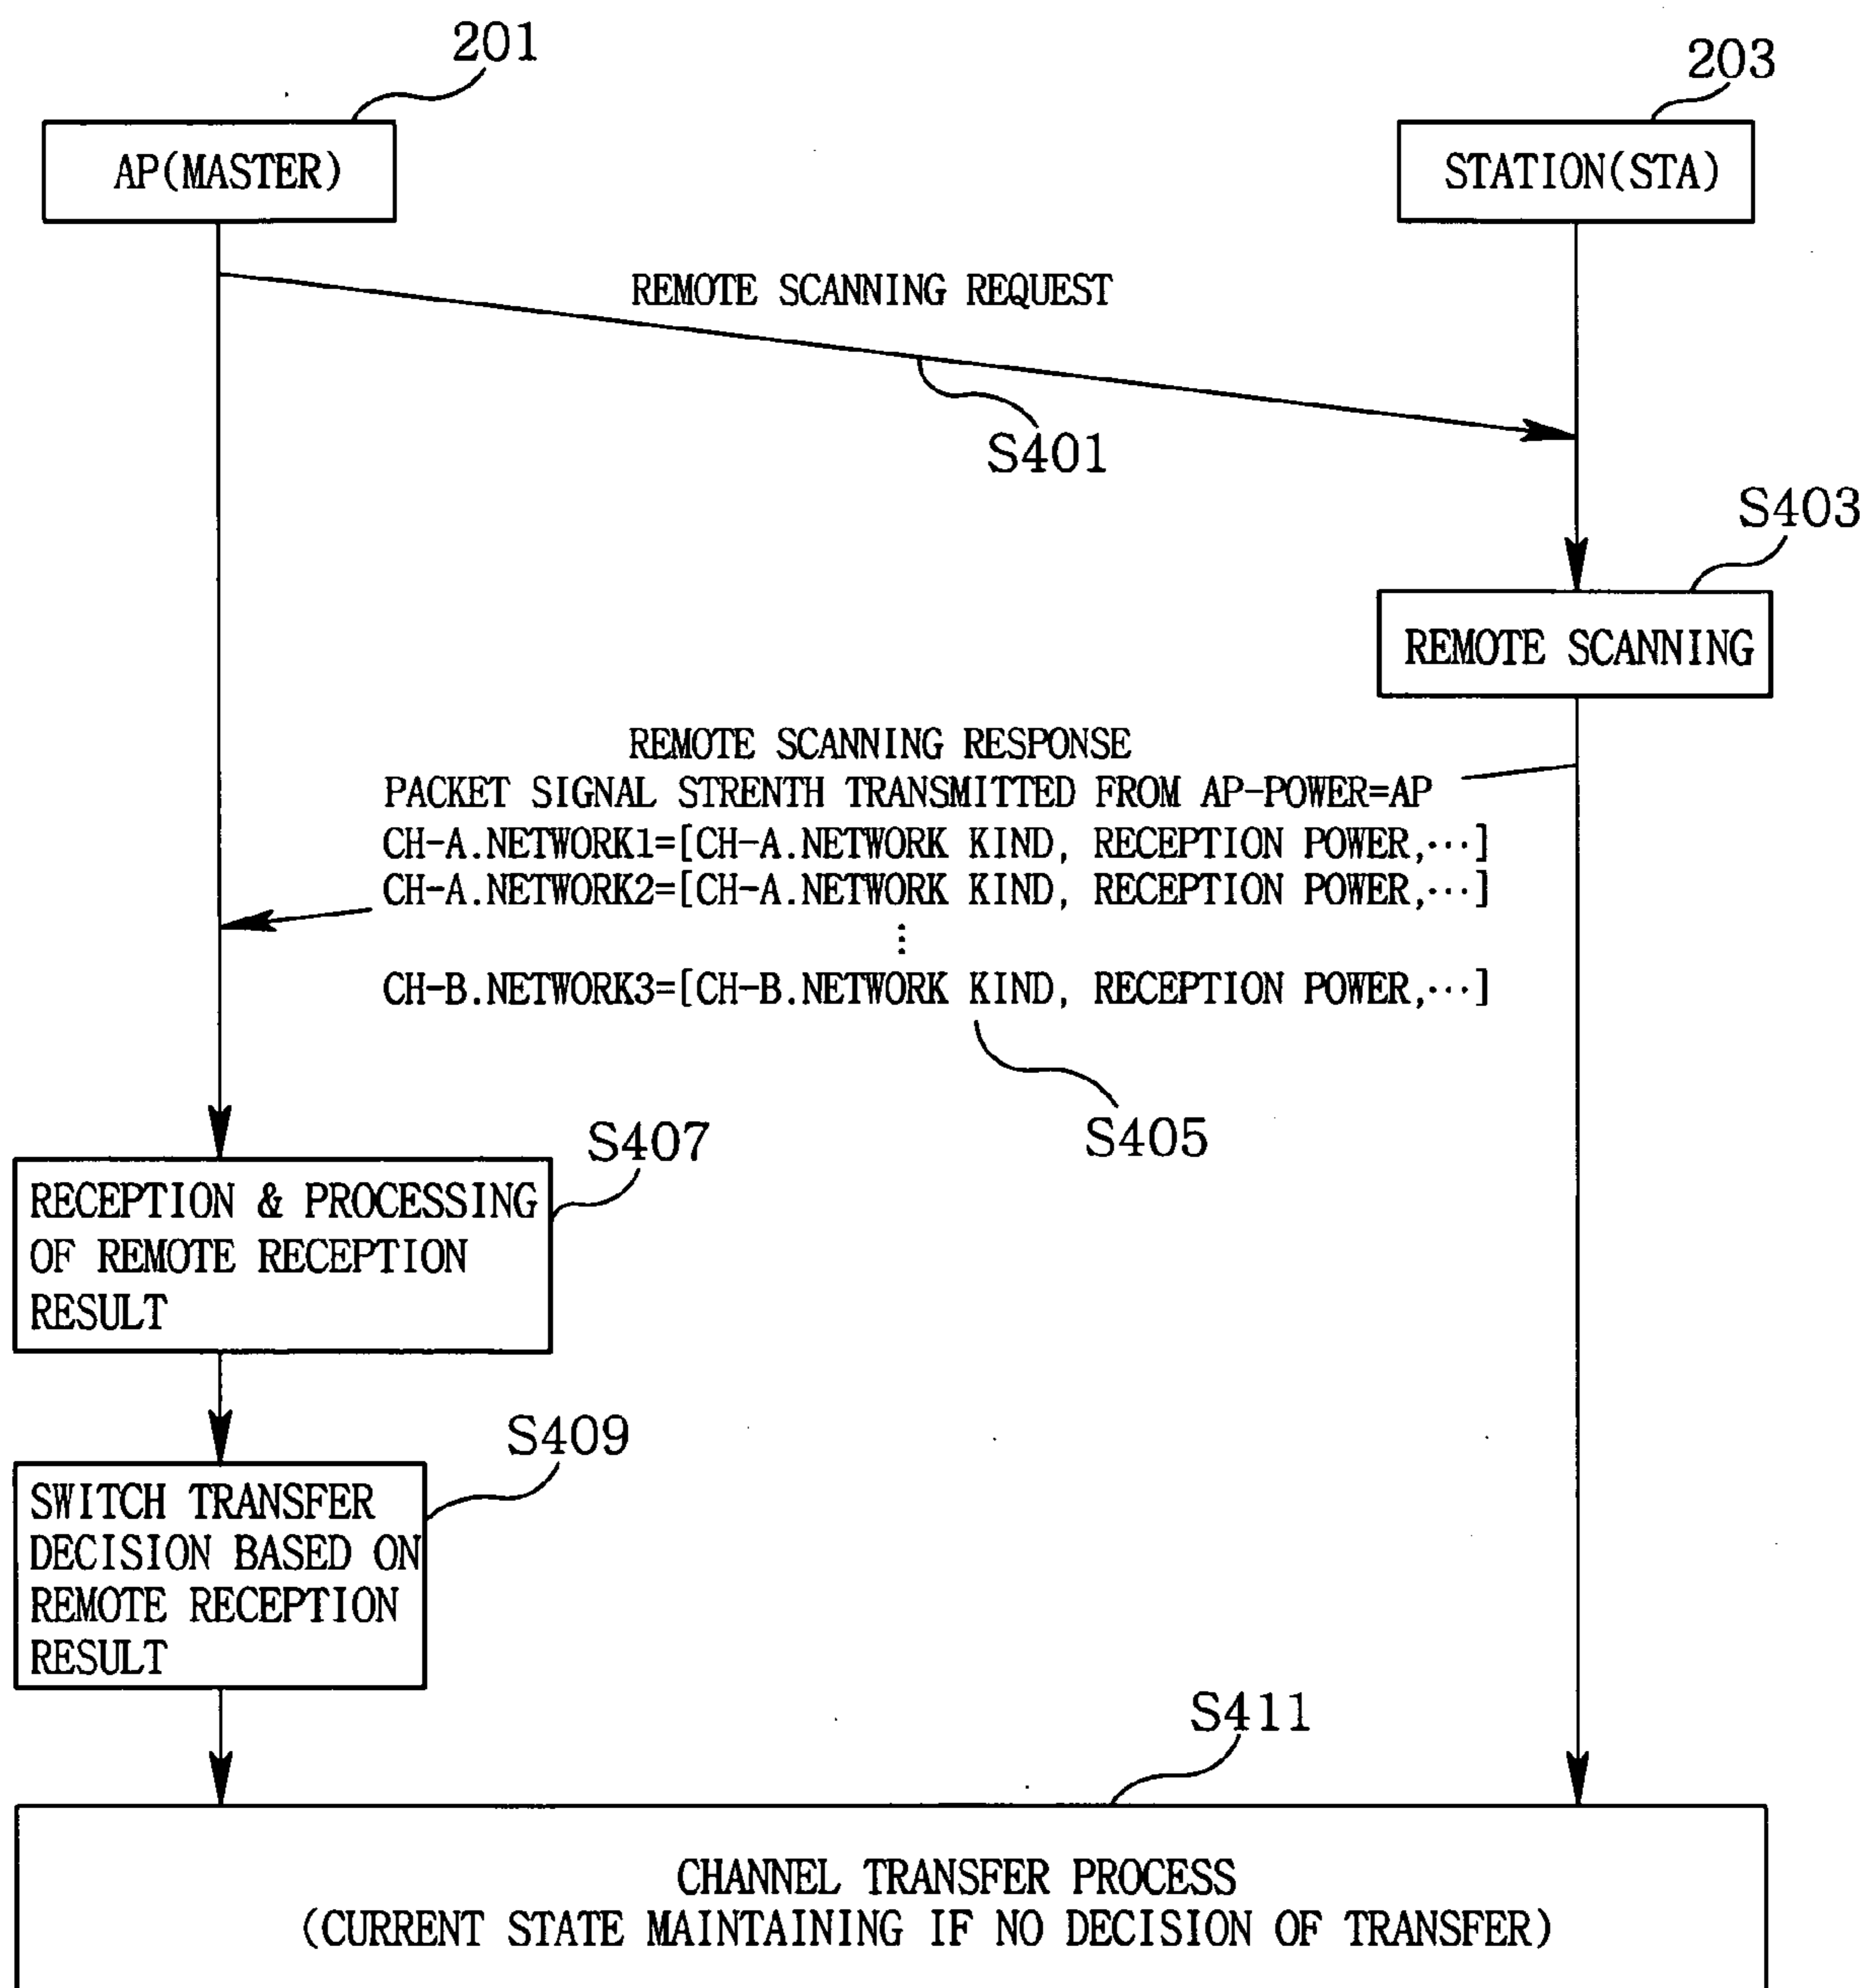 201
203
AP(MASTER)
STATION(STA)
REMOTE SCANNING REQUEST
S401
S403
REMOTE SCANNING
REMOTE SCANNING RESPONSE
PACKET SIGNAL STRENTH TRANSMITTED FROM AP-POWER=AP
CH-A.NETWORK1=[CH-A.NETWORK KIND, RECEPTION POWER,···]
CH-A.NETWORK2=[CH-A.NETWORK KIND, RECEPTION POWER,···]
⋮
CH-B.NETWORK3=[CH-B.NETWORK KIND, RECEPTION POWER,···]
S405
S407
RECEPTION & PROCESSING
OF REMOTE RECEPTION
RESULT
S409
SWITCH TRANSFER
DECISION BASED ON
REMOTE RECEPTION
RESULT
S411
CHANNEL TRANSFER PROCESS
(CURRENT STATE MAINTAINING IF NO DECISION OF TRANSFER)